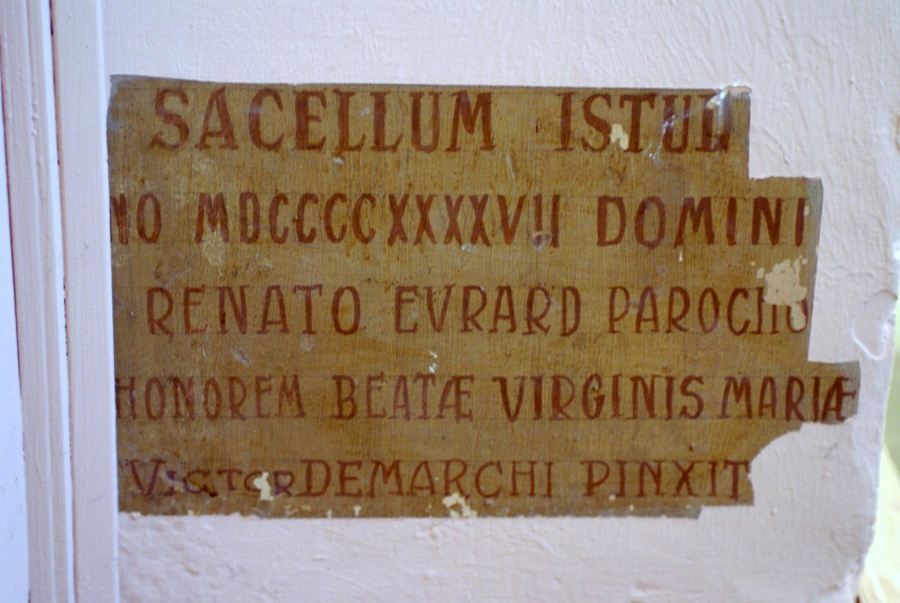 SACELLUM ISTUD
NO MDCCCCXXXXVII DOMINI
RENATO EVRARD PAROCHO
HONOREM BEATÆ VIRGINIS MARIÆ
VICTOR DEMARCHI PINXIT